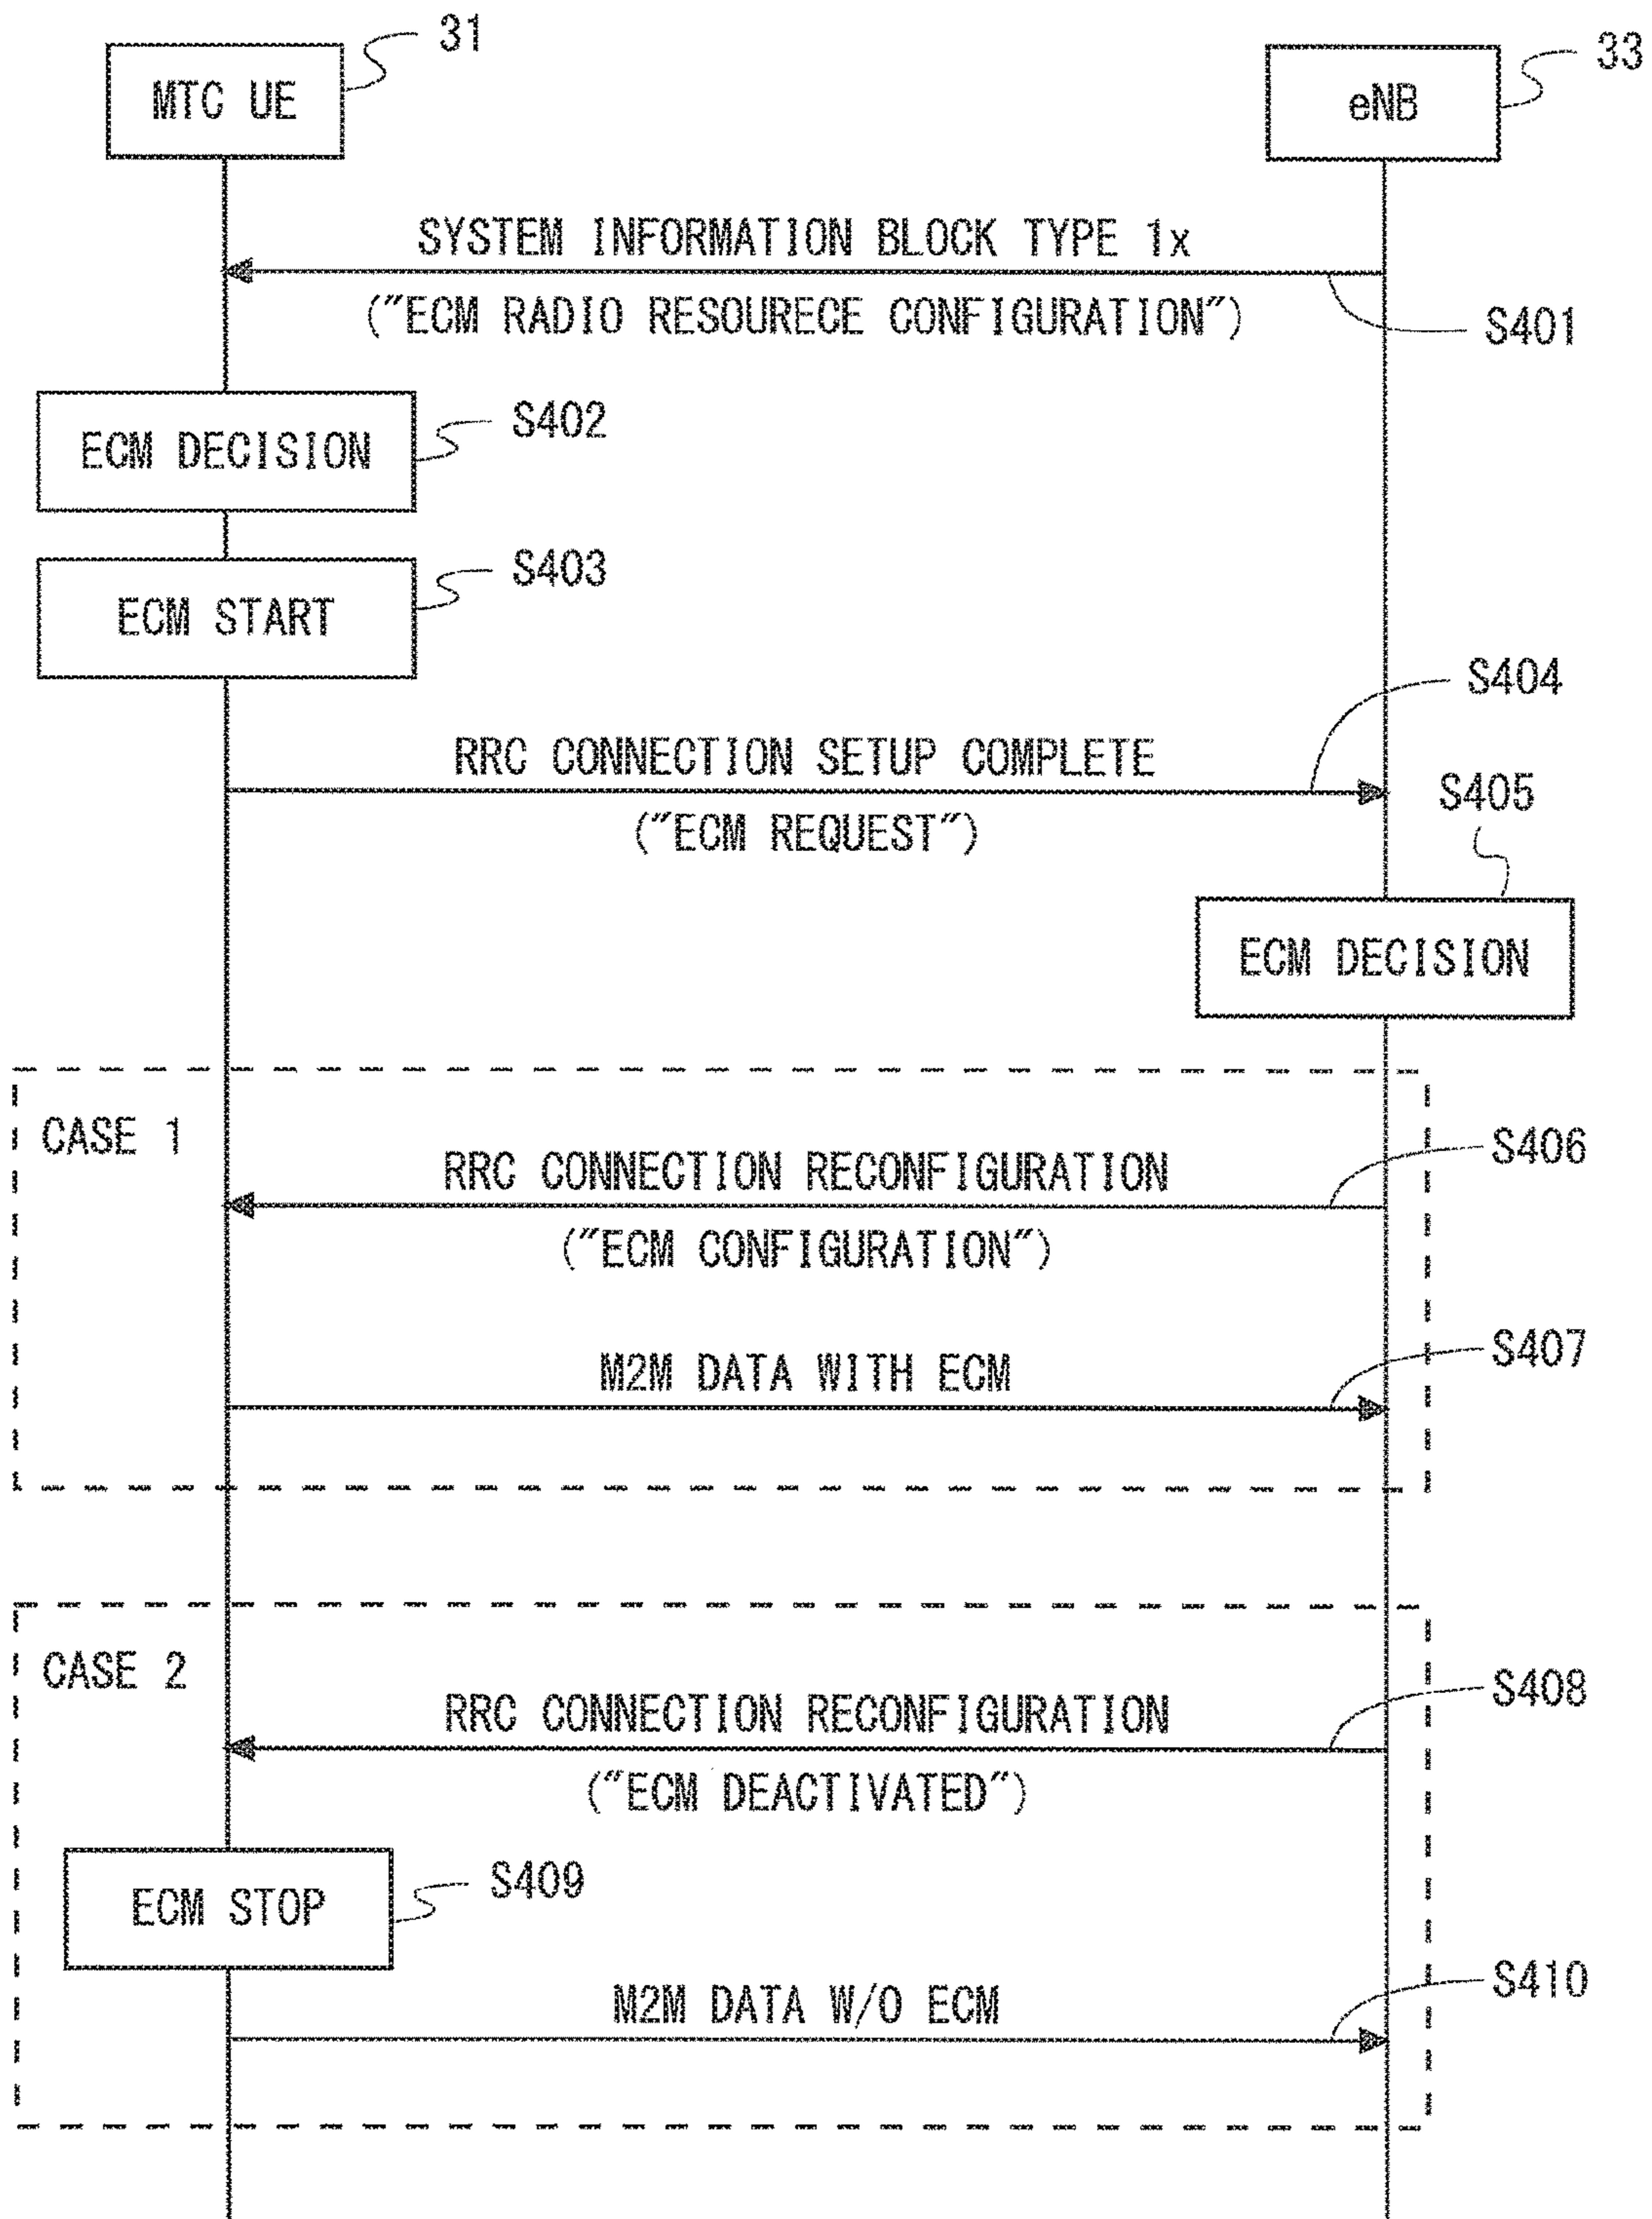 31
33
MTC UE
eNB
SYSTEM INFORMATION BLOCK TYPE 1x
("ECM RADIO RESOURECE CONFIGURATION")
S401
ECM DECISION
S402
ECM START
S403
S404
RRC CONNECTION SETUP COMPLETE
("ECM REQUEST")
S405
ECM DECISION
CASE 1
RRC CONNECTION RECONFIGURATION
S406
("ECM CONFIGURATION")
M2M DATA WITH ECM
S407
CASE 2
RRC CONNECTION RECONFIGURATION
S408
("ECM DEACTIVATED")
ECM STOP
S409
M2M DATA W/O ECM
S410